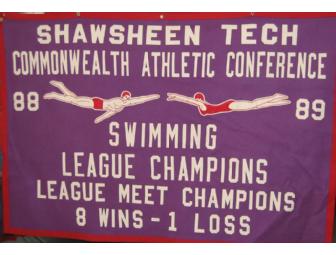 SHAWSHEEN TECH
COMMONWEALTH ATHLETIC CONFERENCE
88 89
SWIMMING
LEAGUE CHAMPIONS
LEAGUE MEET CHAMPIONS
8 WINS - 1 LOSS